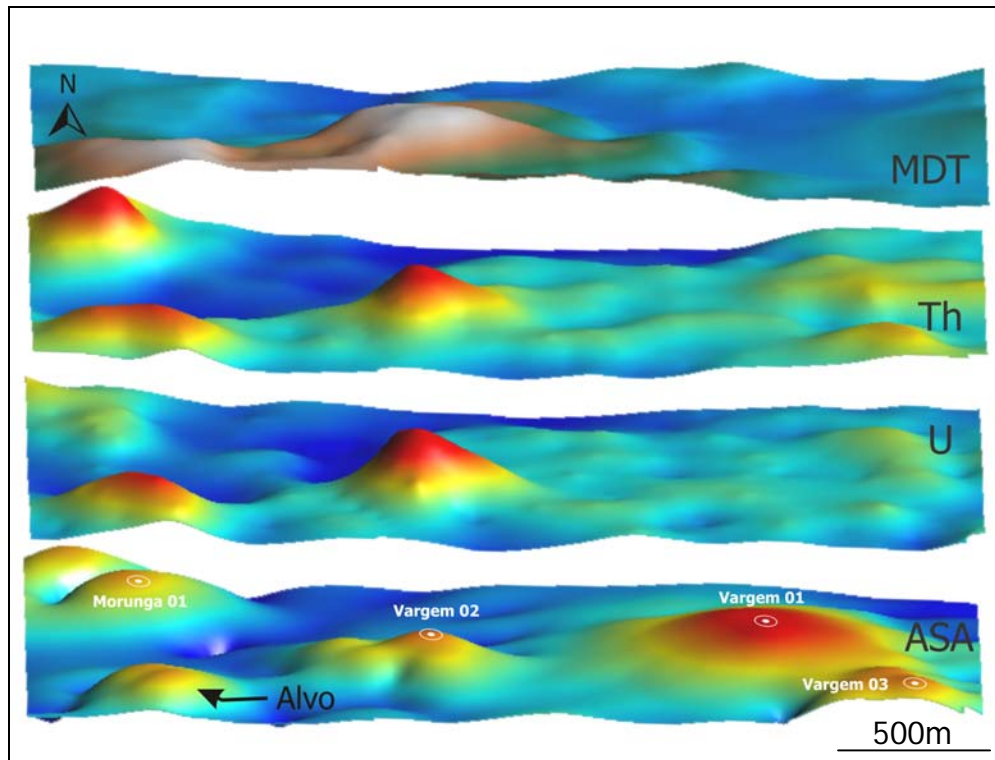 N
MDT
Th
U
Morunga 01
Vargem 02
Vargem 01
ASA
Vargem 03
Alvo
500m